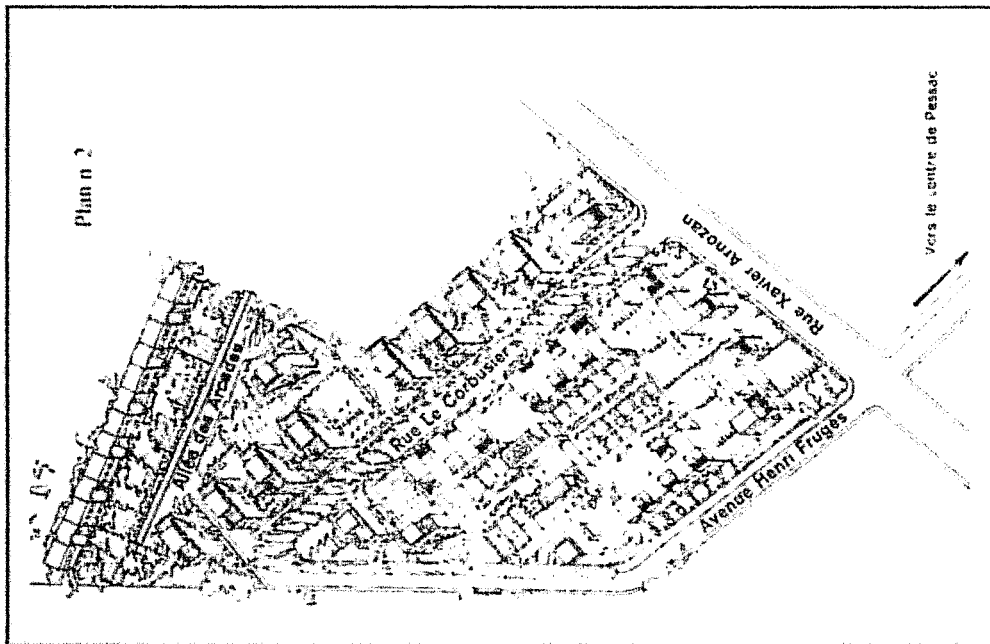 Plan n 2
Allée des Arcades
Rue Le Corbusier
Rue Xavier Arnozan
Avenue Henri Frugès
Vers le centre de Pessac